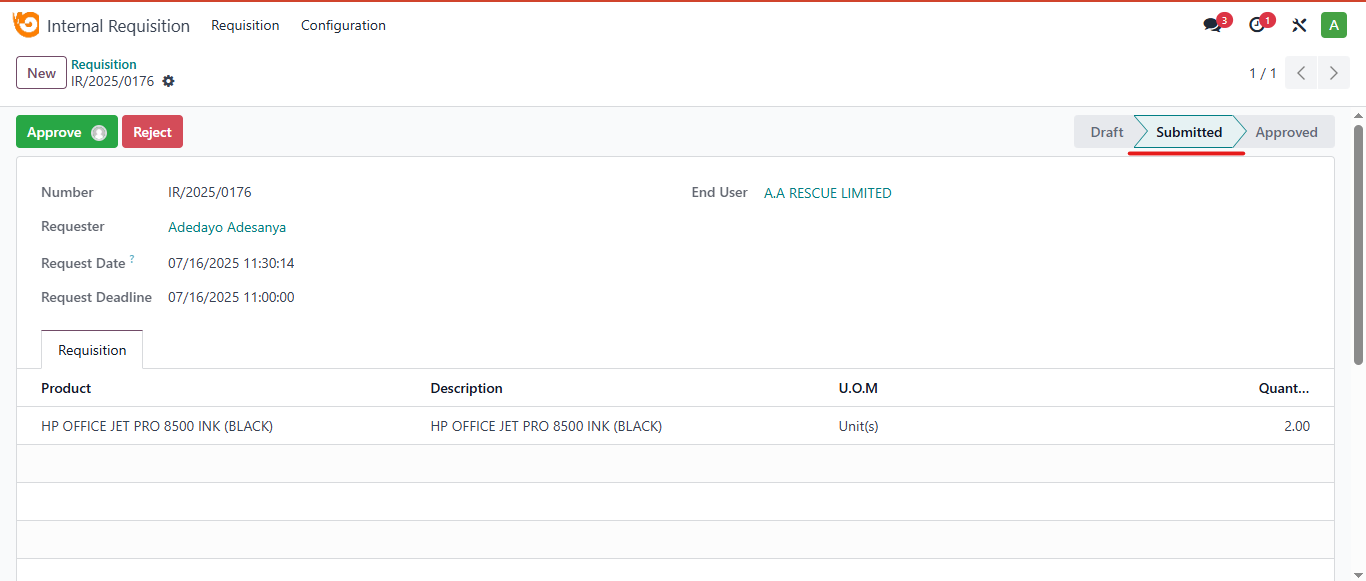 Internal Requisition Requisition Configuration 3 1 A
New Requisition
IR/2025/0176 1 / 1
Approve Reject Draft Submitted Approved
Number IR/2025/0176 End User A.A RESCUE LIMITED
Requester Adedayo Adesanya
Request Date ? 07/16/2025 11:30:14
Request Deadline 07/16/2025 11:00:00
Requisition
Product Description U.O.M Quant...
HP OFFICE JET PRO 8500 INK (BLACK) HP OFFICE JET PRO 8500 INK (BLACK) Unit(s) 2.00